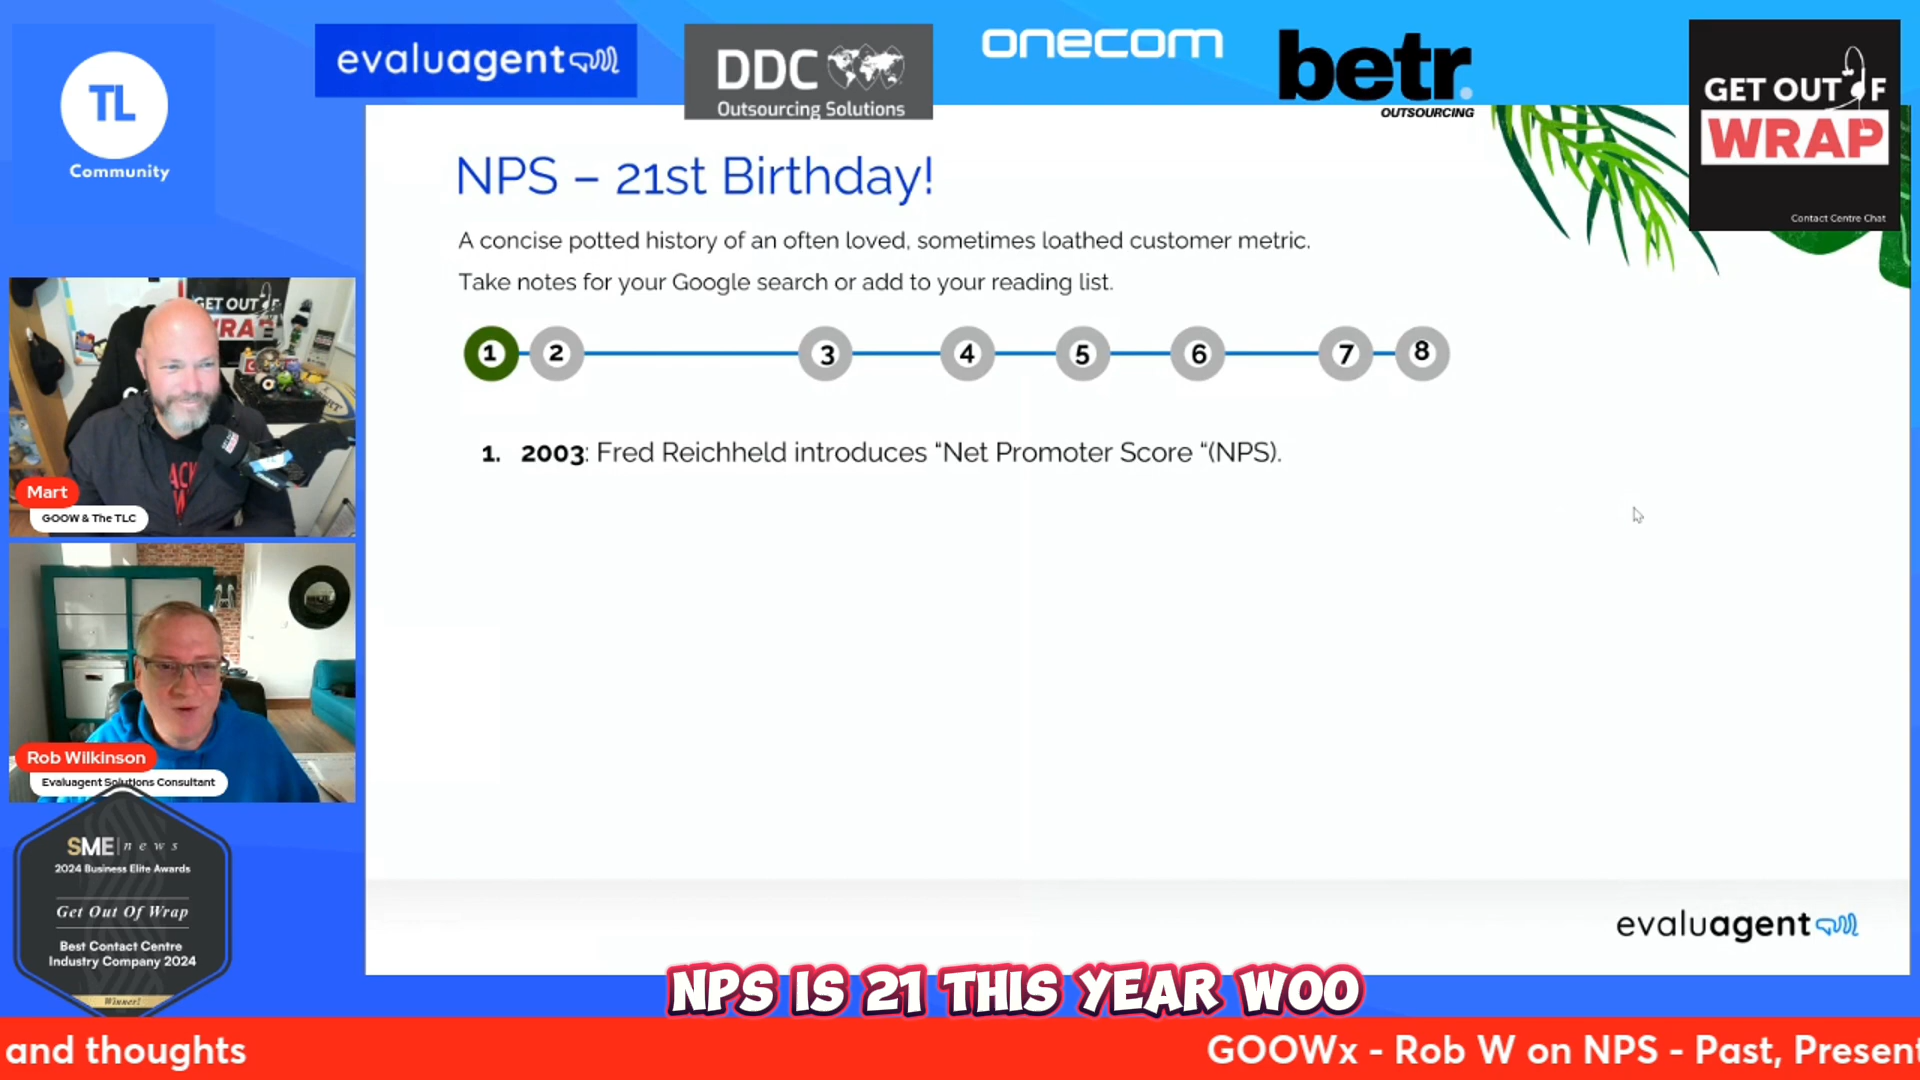 TL
Community
evaluagent
DDC
Outsourcing Solutions
onecom
betr.
OUTSOURCING
GET OUT OF
WRAP
Contact Centre Chat
NPS – 21st Birthday!
A concise potted history of an often loved, sometimes loathed customer metric.
Take notes for your Google search or add to your reading list.
1 2 3 4 5 6 7 8
1. 2003: Fred Reichheld introduces “Net Promoter Score “(NPS).
GET OUT OF
WRAP
Mart
GOOW & The TLC
Rob Wilkinson
Evaluagent Solutions Consultant
SME news
2024 Business Elite Awards
Get Out Of Wrap
Best Contact Centre
Industry Company 2024
Winner!
evaluagent
NPS IS 21 THIS YEAR WOO
and thoughts
GOOWx - Rob W on NPS - Past, Present